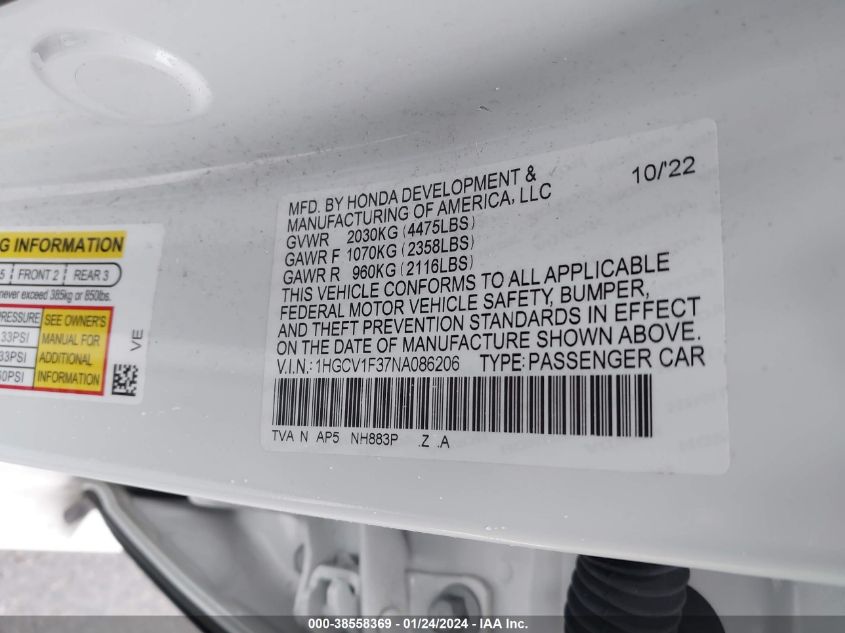 MFD. BY HONDA DEVELOPMENT & 10/'22
MANUFACTURING OF AMERICA, LLC
GVWR 2030KG (4475LBS)
GAWR F 1070KG (2358LBS)
GAWR R 960KG (2116LBS)
THIS VEHICLE CONFORMS TO ALL APPLICABLE
FEDERAL MOTOR VEHICLE SAFETY, BUMPER,
AND THEFT PREVENTION STANDARDS IN EFFECT
ON THE DATE OF MANUFACTURE SHOWN ABOVE.
V.I.N.: 1HGCV1F37NA086206 TYPE: PASSENGER CAR
TVA N AP5 NH883P .Z .A
G INFORMATION
5 FRONT 2 REAR 3
never exceed 385kg or 850lbs.
PRESSURE SEE OWNER'S
33PSI MANUAL FOR
33PSI ADDITIONAL
60PSI INFORMATION
VE
000-38558369 - 01/24/2024 - IAA, Inc.